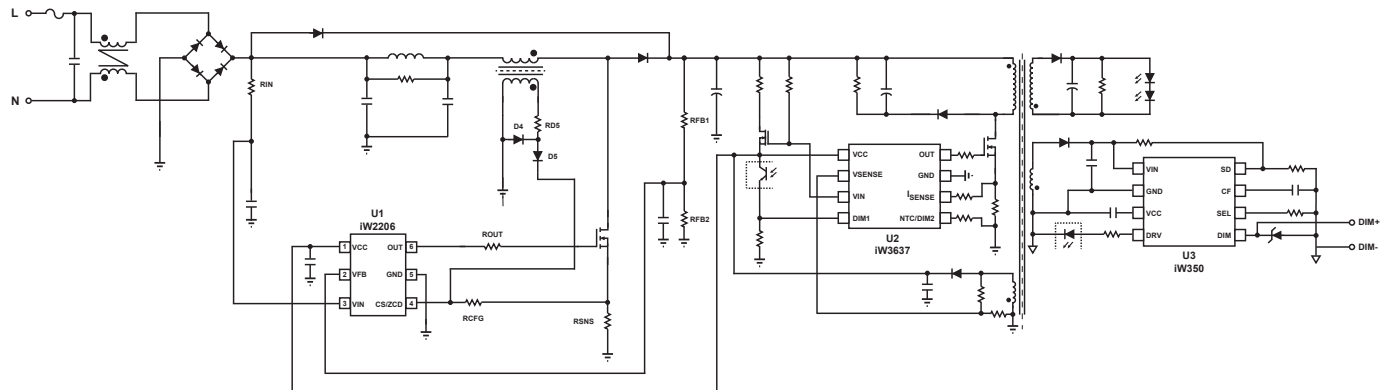 L
N
RIN
D4
RD5
D5
RFB1
RFB2
U1
iW2206
1 VCC
OUT 6
2 VFB
GND 5
3 VIN
CS/ZCD 4
ROUT
RCFG
RSNS
VCC
OUT
VSENSE
GND
VIN
ISENSE
DIM1
NTC/DIM2
U2
iW3637
VIN
SD
GND
CF
VCC
SEL
DRV
DIM
U3
iW350
DIM+
DIM-